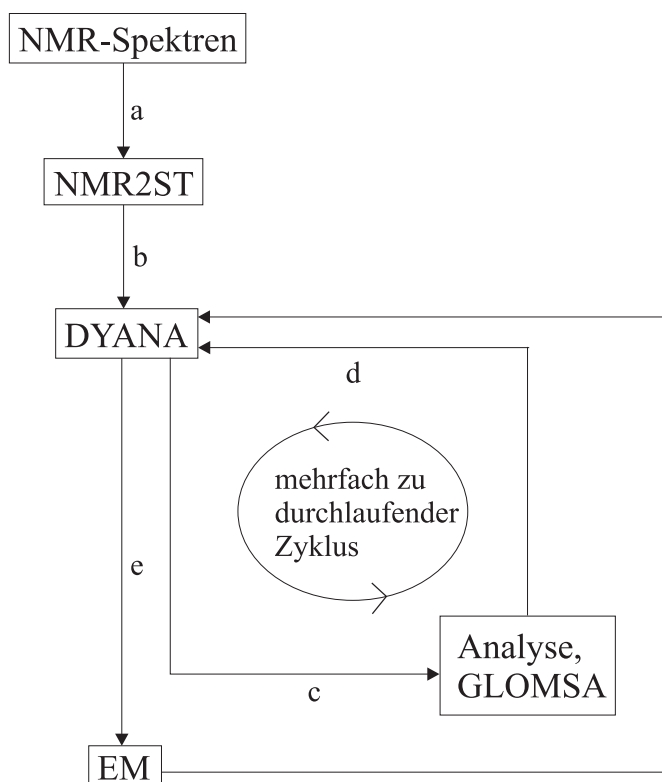 NMR-Spektren
a
NMR2ST
b
DYANA
d
mehrfach zu
durchlaufender
Zyklus
e
Analyse,
GLOMSA
c
EM